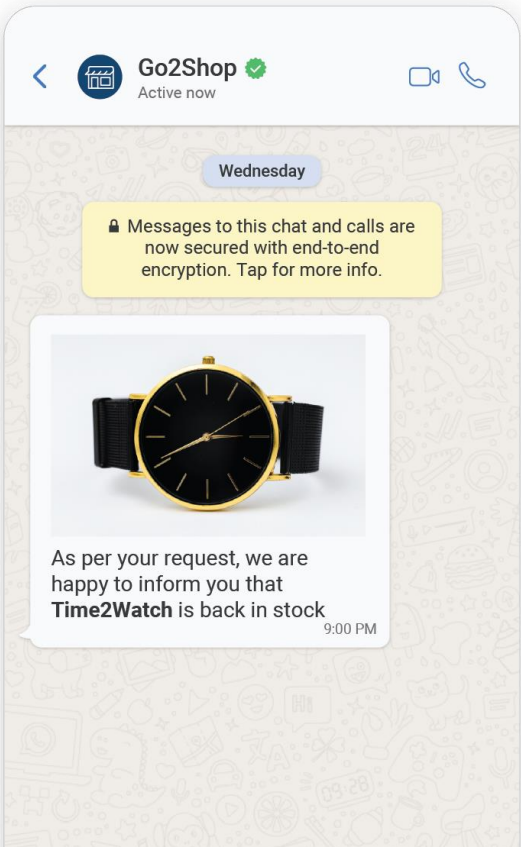 Go2Shop
Active now
Wednesday
Messages to this chat and calls are
now secured with end-to-end
encryption. Tap for more info.
As per your request, we are
happy to inform you that
Time2Watch is back in stock
9:00 PM